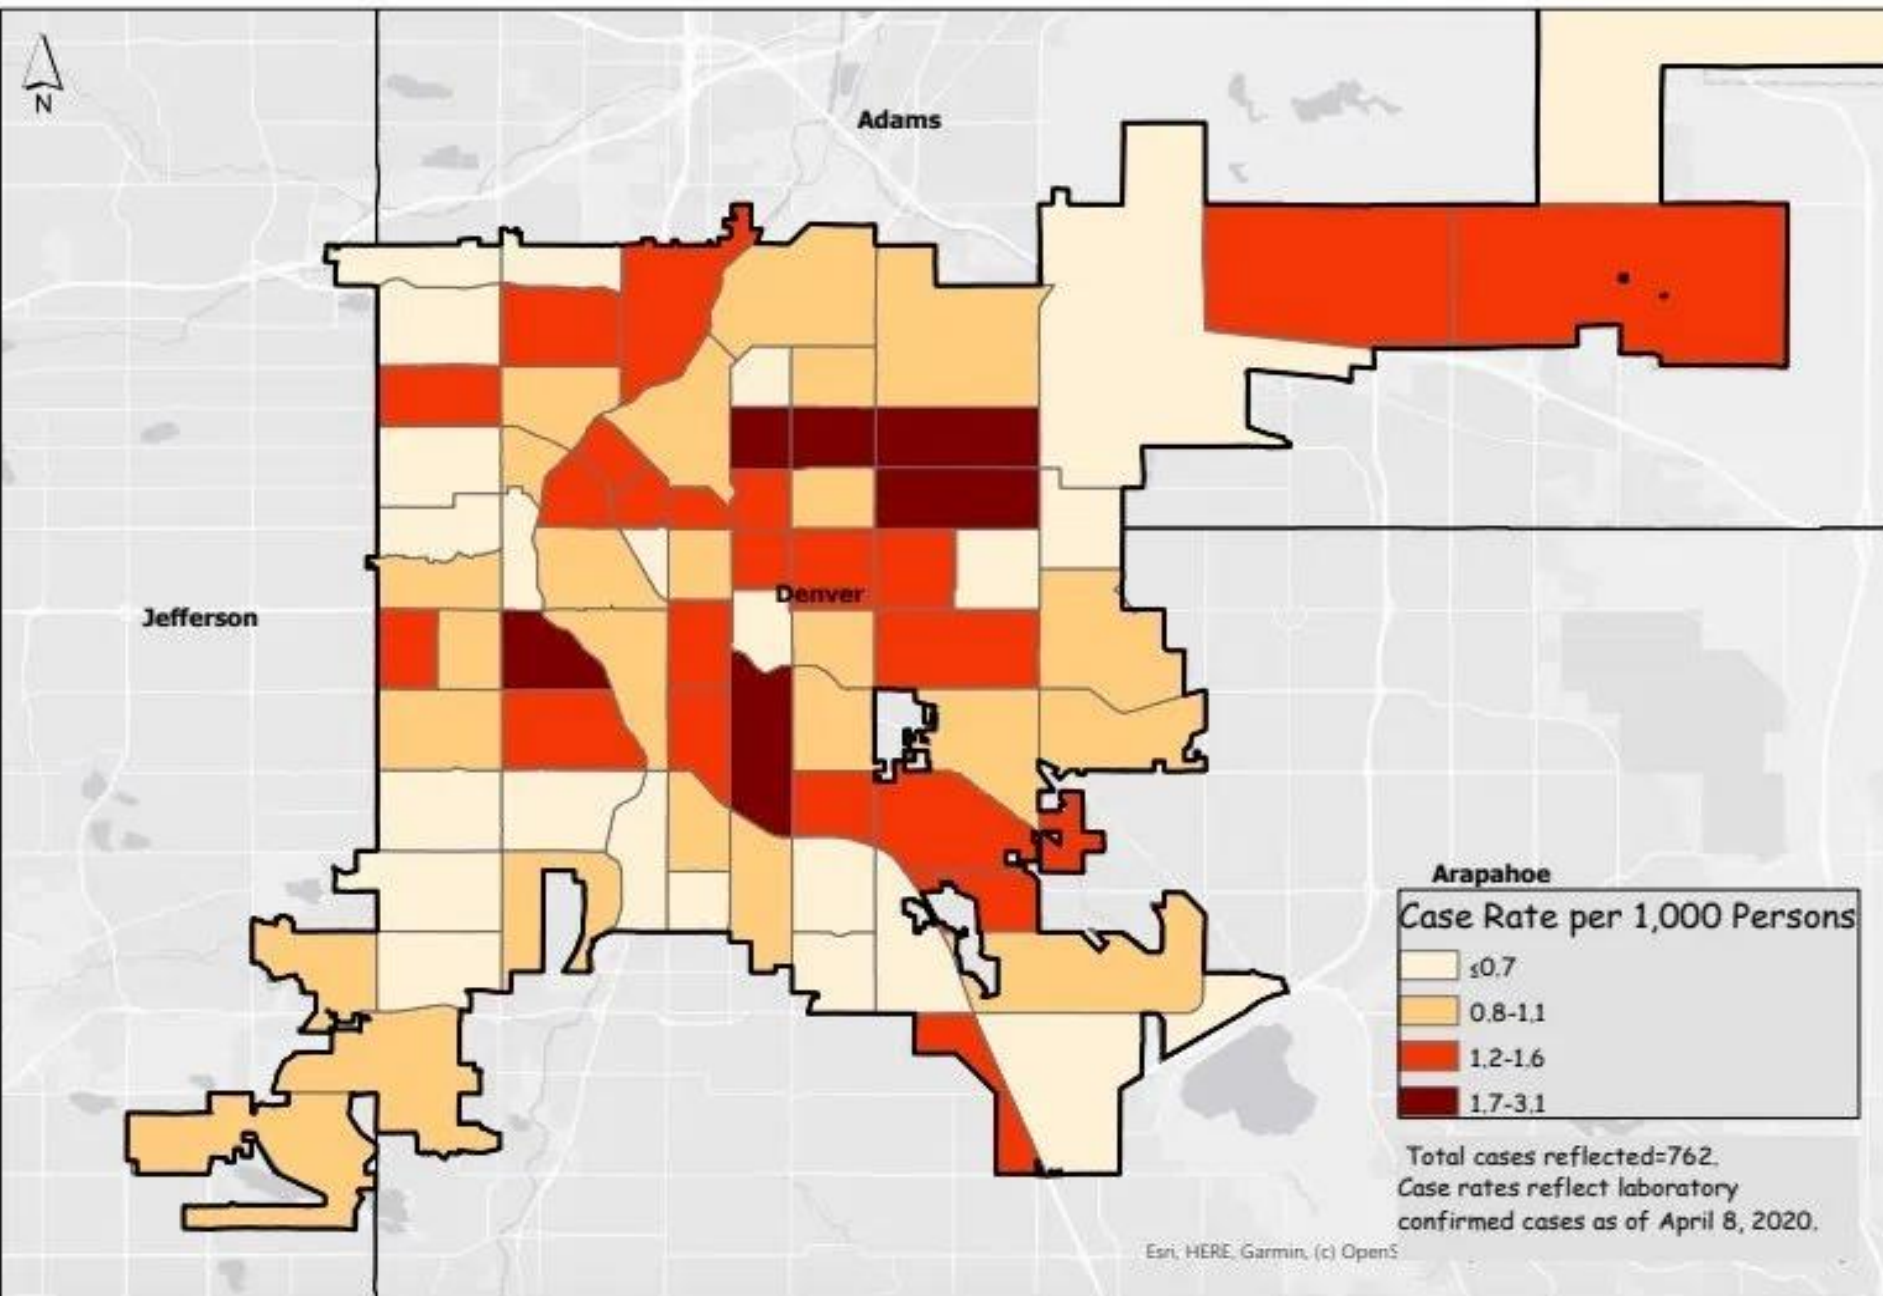 N
Adams
Denver
Jefferson
Arapahoe
Case Rate per 1,000 Persons
≤0.7
0.8-1.1
1.2-1.6
1.7-3.1
Total cases reflected=762.
Case rates reflect laboratory
confirmed cases as of April 8, 2020.
Esri, HERE, Garmin, (c) OpenS